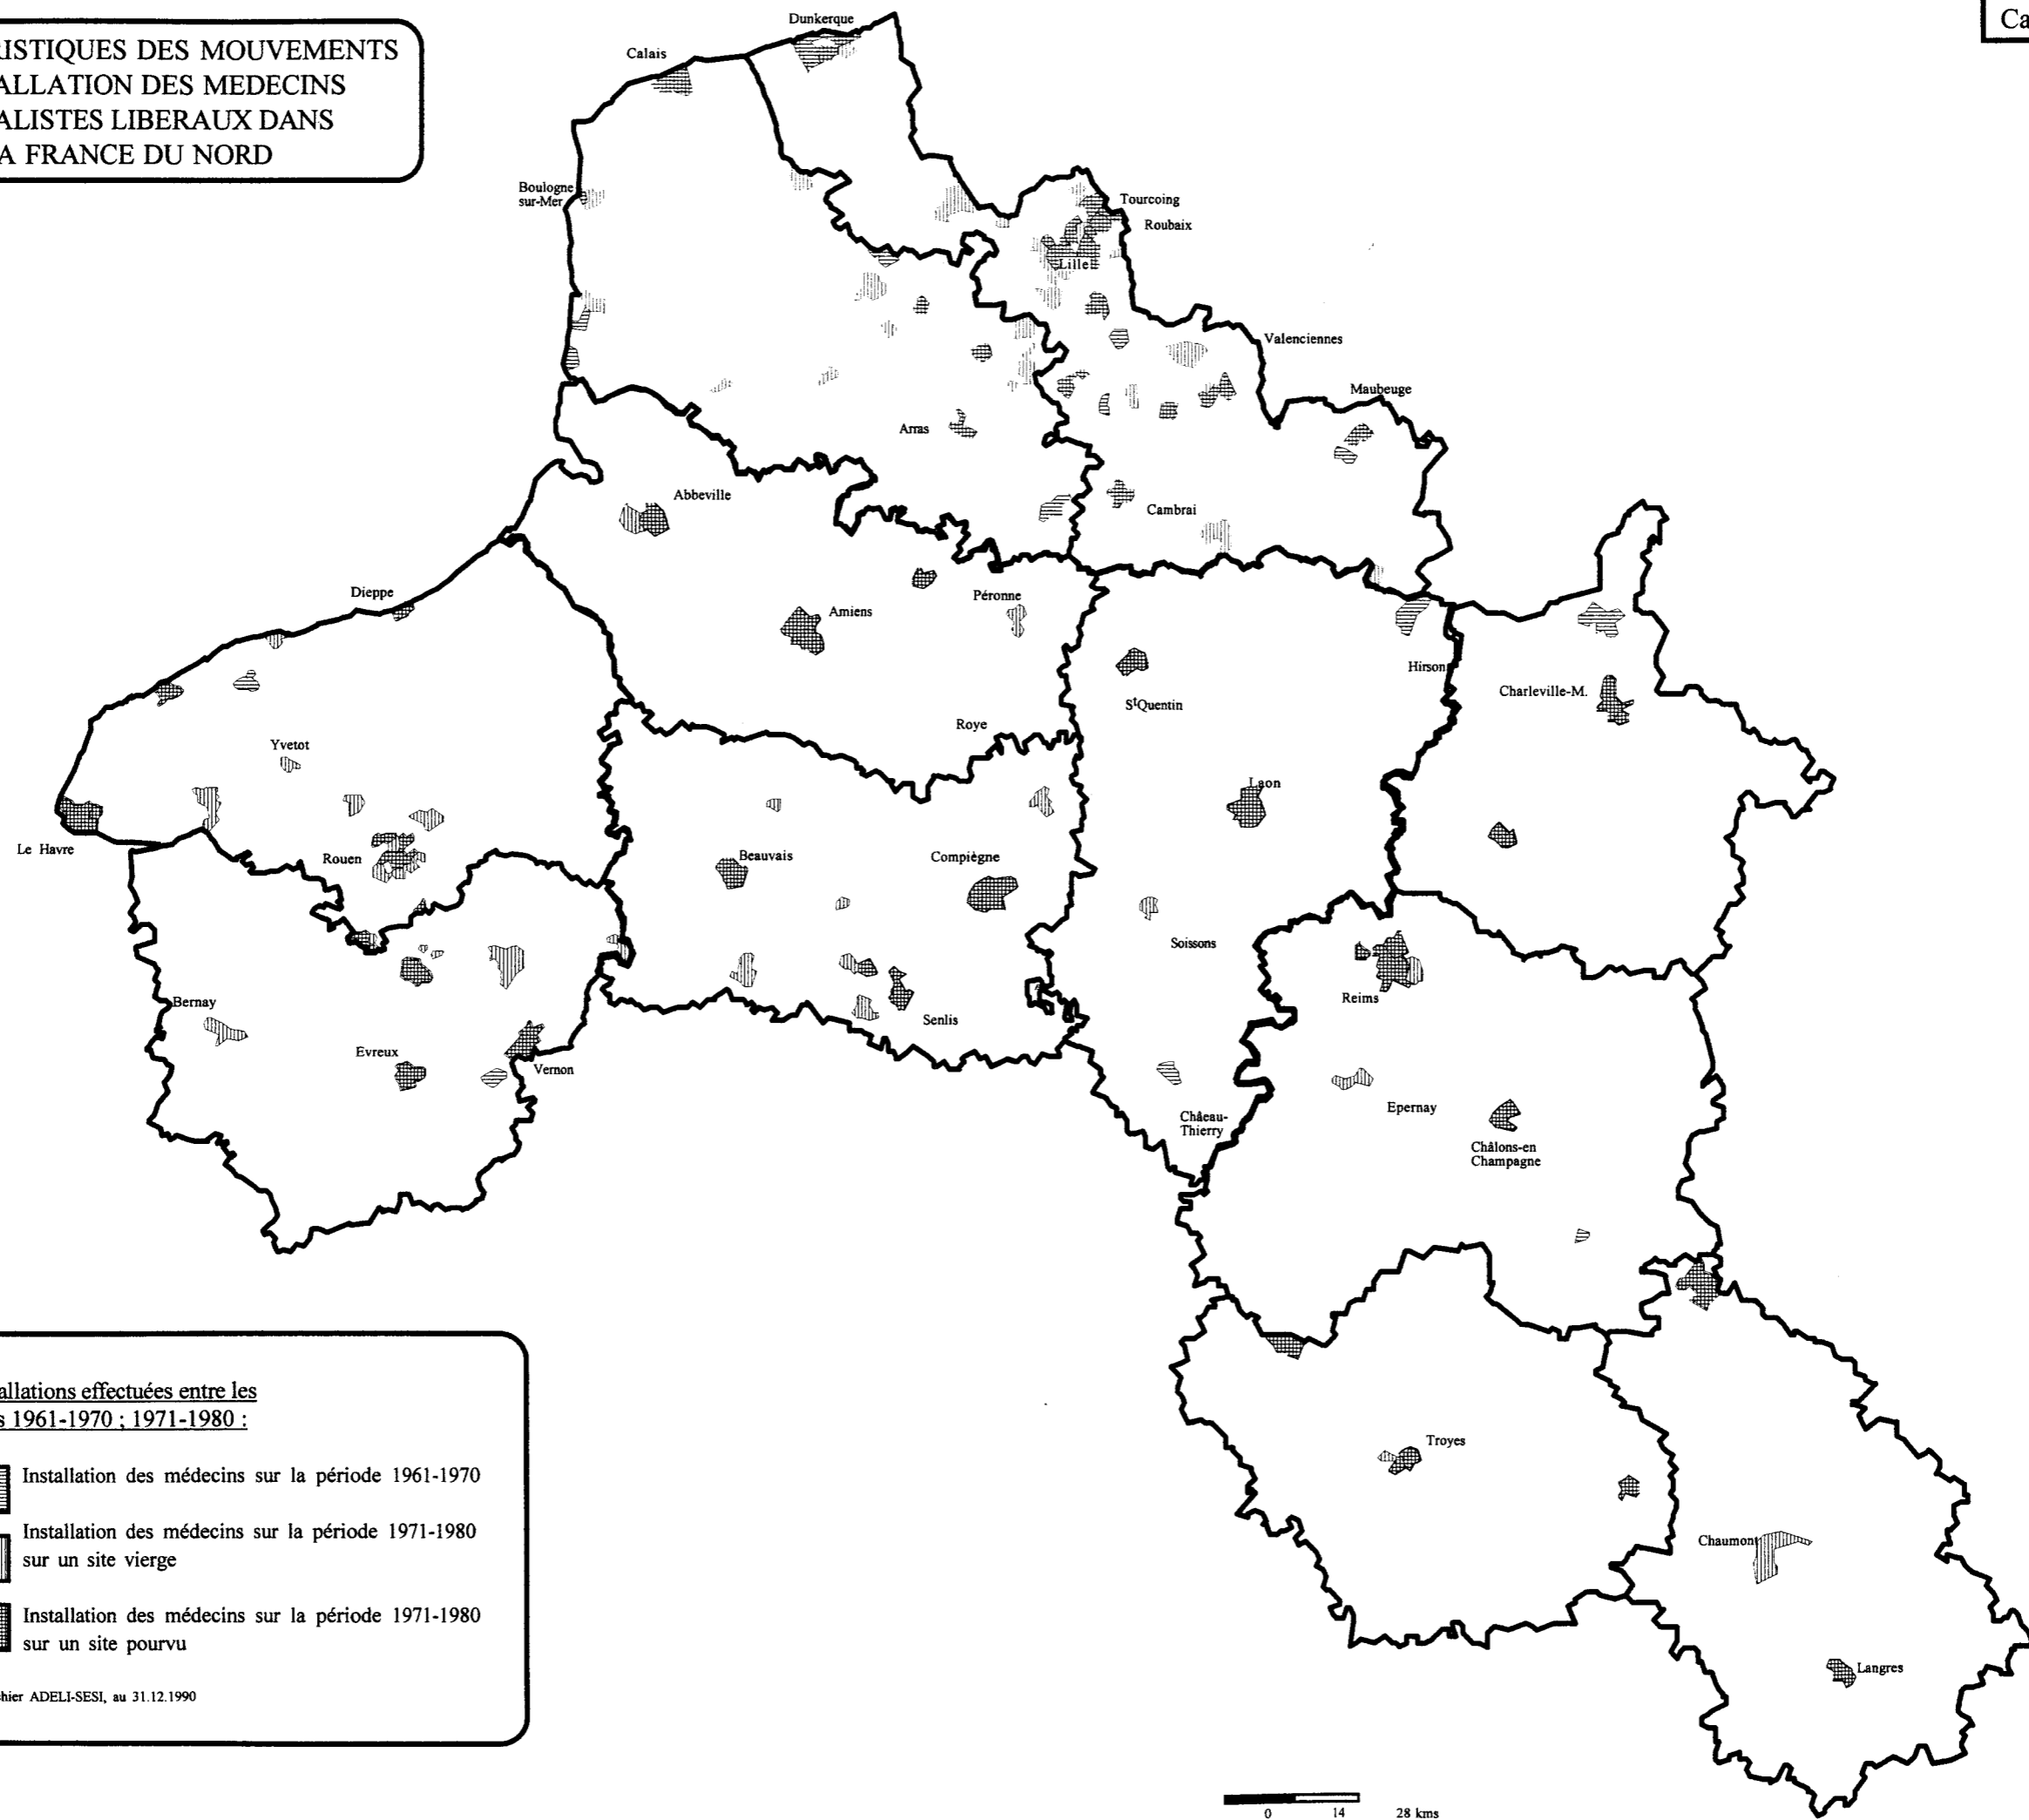 RISTIQUES DES MOUVEMENTS
ALLATION DES MEDECINS
ALISTES LIBERAUX DANS
A FRANCE DU NORD
Ca
Dunkerque
Calais
Boulogne
sur-Mer
Tourcoing
Roubaix
Lille
Valenciennes
Maubeuge
Arras
Abbeville
Cambrai
Dieppe
Amiens
Péronne
Hirson
Charleville-M.
StQuentin
Roye
Yvetot
Laon
Le Havre
Rouen
Beauvais
Compiègne
Soissons
Reims
Bernay
Senlis
Evreux
Vernon
Epernay
Châeau-
Thierry
Châlons-en
Champagne
allations effectuées entre les
s 1961-1970 ; 1971-1980 :
Installation des médecins sur la période 1961-1970
Installation des médecins sur la période 1971-1980
sur un site vierge
Installation des médecins sur la période 1971-1980
sur un site pourvu
hier ADELI-SESI, au 31.12.1990
Troyes
Chaumont
Langres
0 14 28 kms